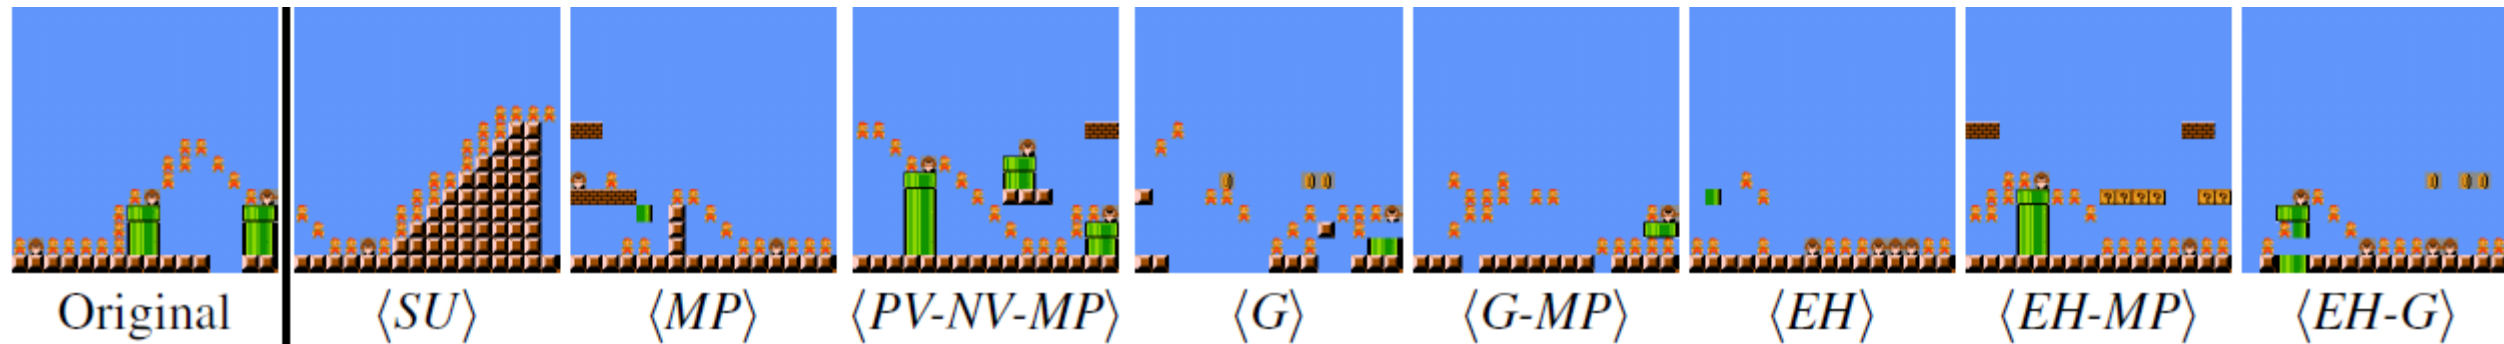 Original ⟨SU⟩ ⟨MP⟩ ⟨PV-NV-MP⟩ ⟨G⟩ ⟨G-MP⟩ ⟨EH⟩ ⟨EH-MP⟩ ⟨EH-G⟩